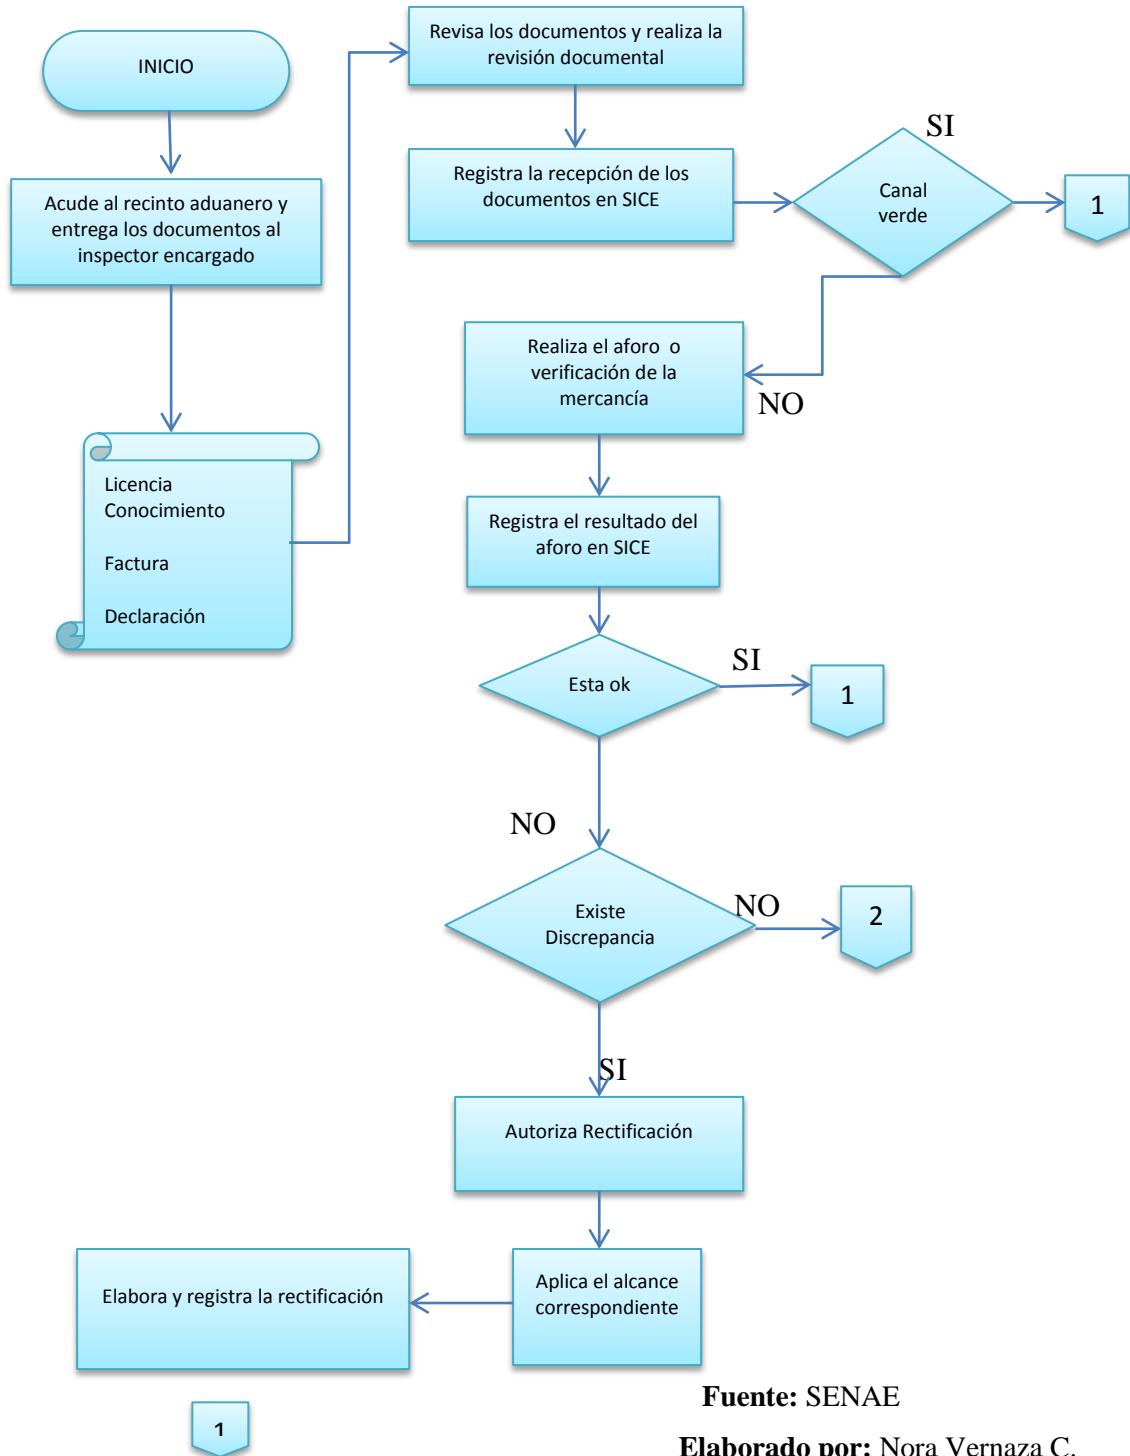 INICIO
Acude al recinto aduanero y
entrega los documentos al
inspector encargado
Licencia
Conocimiento
Factura
Declaración
Revisa los documentos y realiza la
revisión documental
Registra la recepción de los
documentos en SICE
Canal
verde
SI
1
NO
Realiza el aforo o
verificación de la
mercancía
Registra el resultado del
aforo en SICE
Esta ok
SI
1
NO
Existe
Discrepancia
NO
2
SI
Autoriza Rectificación
Aplica el alcance
correspondiente
Elabora y registra la rectificación
1
Fuente: SENAE
Elaborado por: Nora Vernaza C.